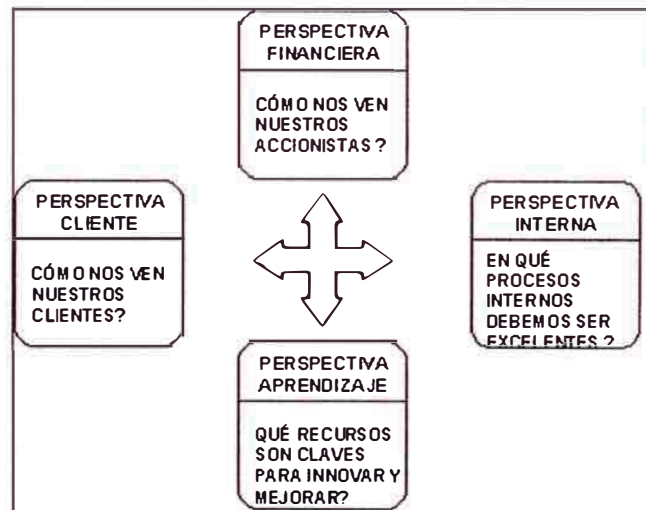 PERSPECTIVA
FINANCIERA
CÓMO NOS VEN
NUESTROS
ACCIONISTAS ?
PERSPECTIVA
CLIENTE
CÓMO NOS VEN
NUESTROS
CLIENTES?
PERSPECTIVA
INTERNA
EN QUÉ
PROCESOS
INTERNOS
DEBEMOS SER
EXCELENTES ?
PERSPECTIVA
APRENDIZAJE
QUÉ RECURSOS
SON CLAVES
PARA INNOVAR Y
MEJORAR?